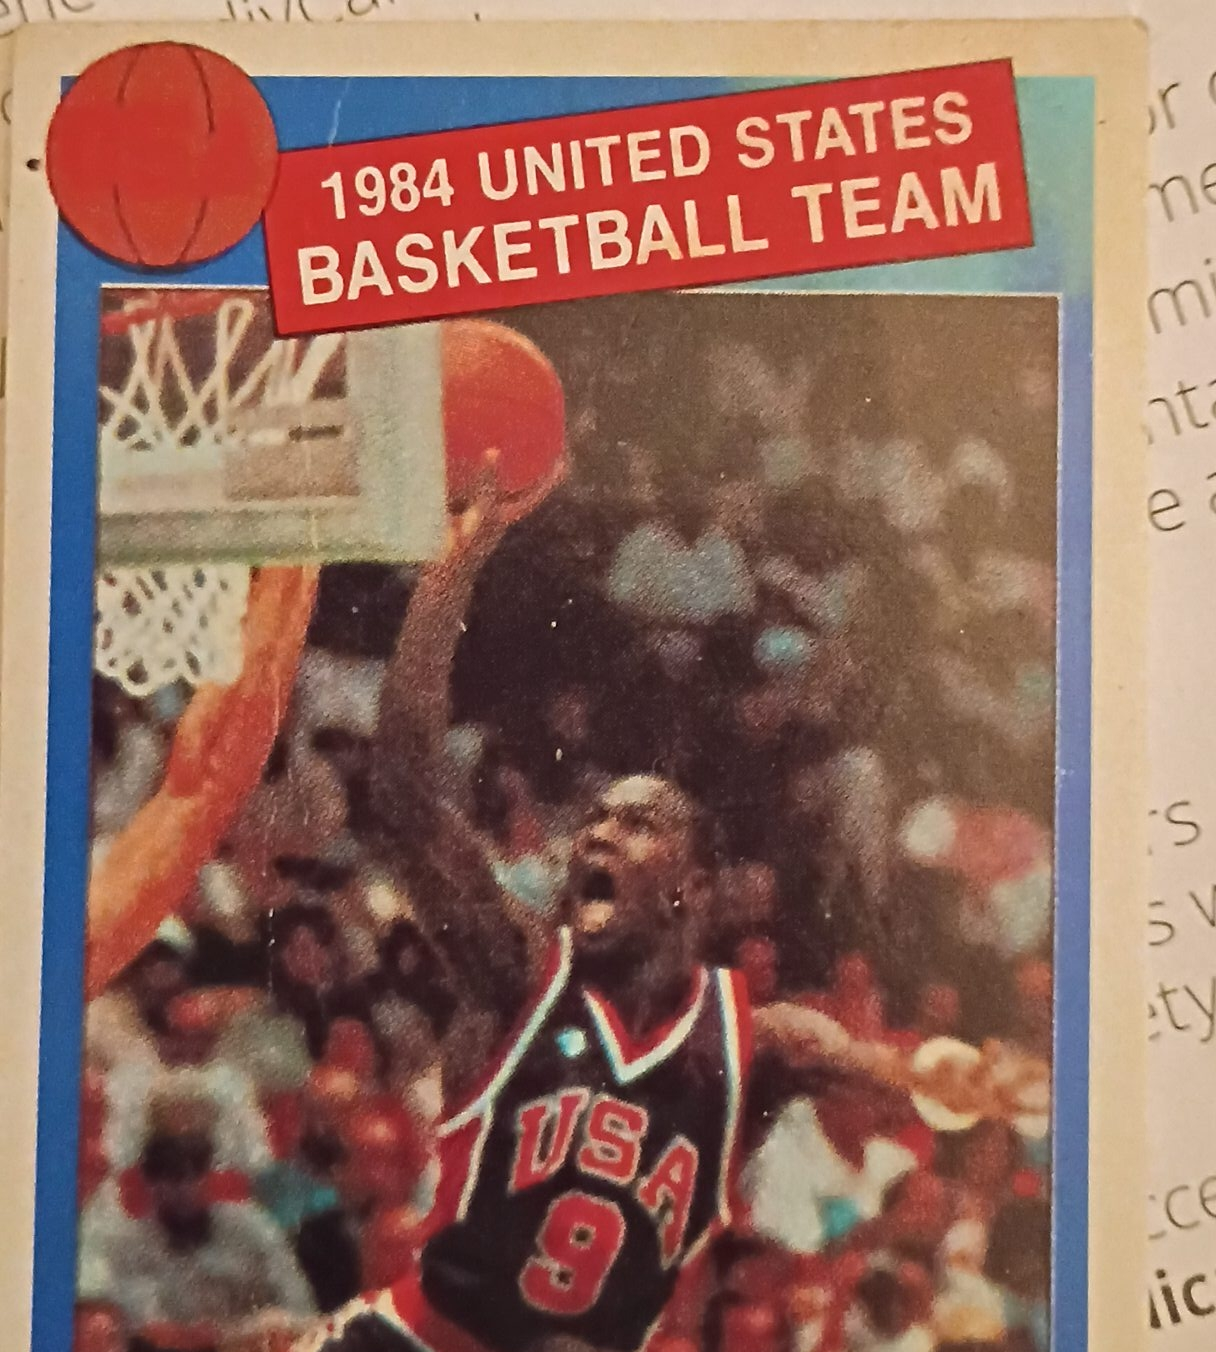 1984 UNITED STATES
BASKETBALL TEAM
USA
9